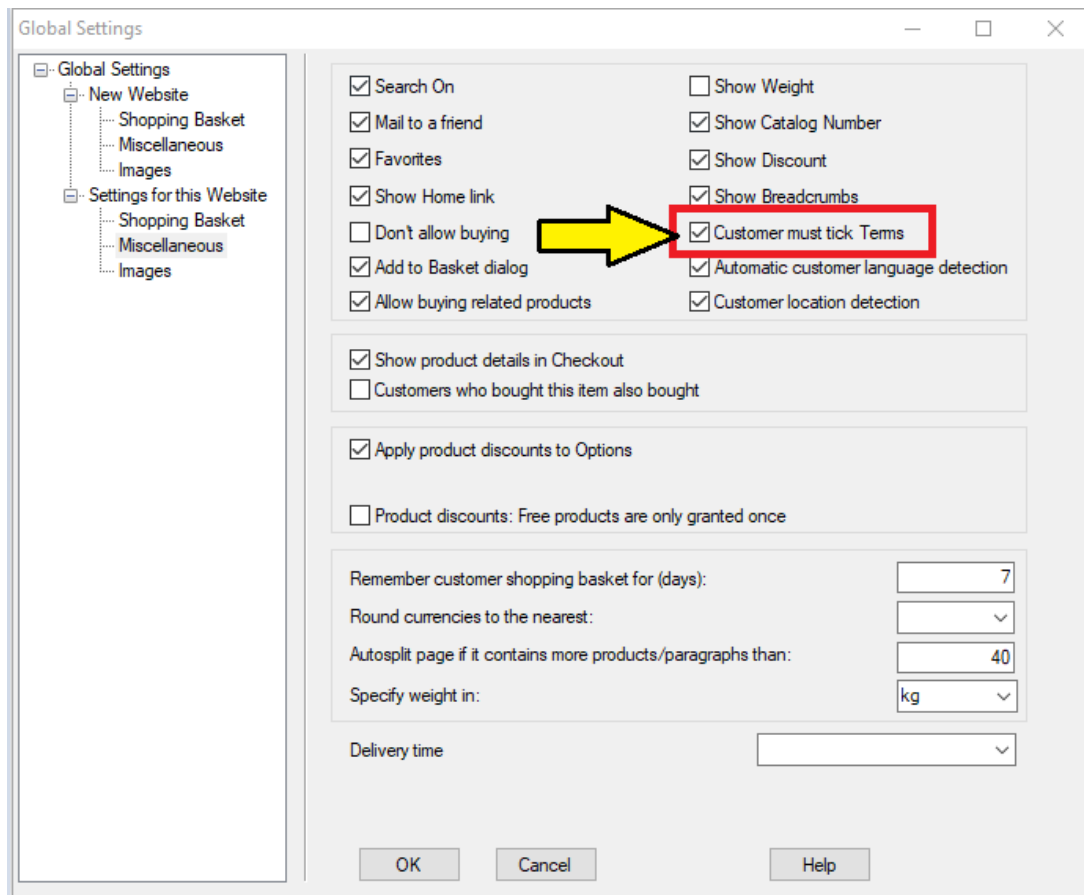 Global Settings
Global Settings
New Website
Shopping Basket
Miscellaneous
Images
Settings for this Website
Shopping Basket
Miscellaneous
Images
Search On
Mail to a friend
Favorites
Show Home link
Don't allow buying
Add to Basket dialog
Allow buying related products
Show Weight
Show Catalog Number
Show Discount
Show Breadcrumbs
Customer must tick Terms
Automatic customer language detection
Customer location detection
Show product details in Checkout
Customers who bought this item also bought
Apply product discounts to Options
Product discounts: Free products are only granted once
Remember customer shopping basket for (days): 7
Round currencies to the nearest:
Autosplit page if it contains more products/paragraphs than: 40
Specify weight in: kg
Delivery time
OK Cancel Help